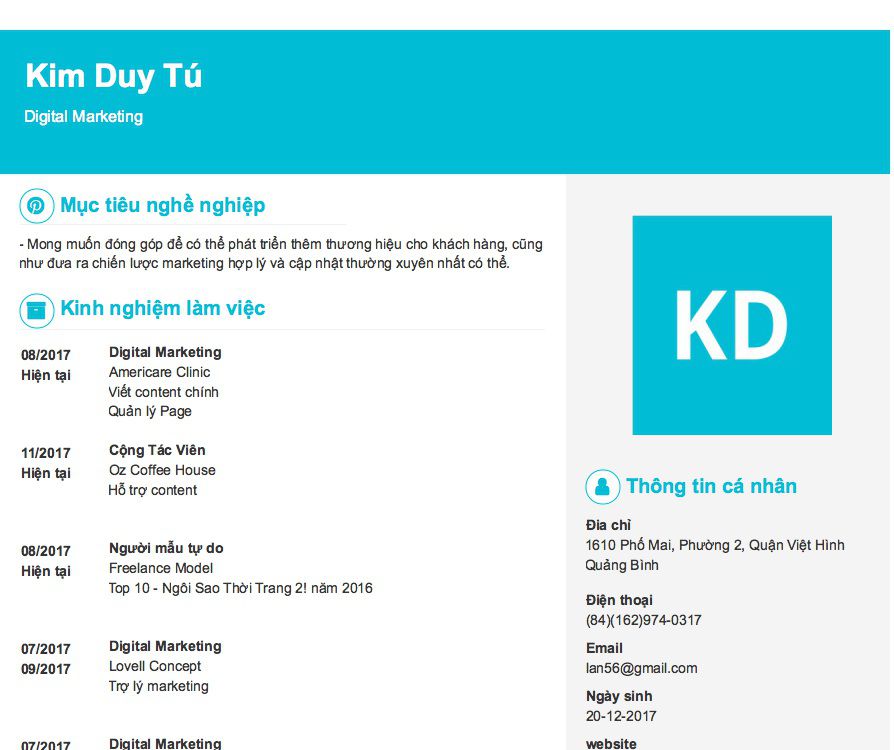 Kim Duy Tú
Digital Marketing
Mục tiêu nghề nghiệp
- Mong muốn đóng góp để có thể phát triển thêm thương hiệu cho khách hàng, cũng
như đưa ra chiến lược marketing hợp lý và cập nhật thường xuyên nhất có thể.
Kinh nghiệm làm việc
08/2017
Hiện tại
Digital Marketing
Americare Clinic
Viết content chính
Quản lý Page
11/2017
Hiện tại
Cộng Tác Viên
Oz Coffee House
Hỗ trợ content
08/2017
Hiện tại
Người mẫu tự do
Freelance Model
Top 10 - Ngôi Sao Thời Trang 2! năm 2016
07/2017
09/2017
Digital Marketing
Lovell Concept
Trợ lý marketing
07/2017
Digital Marketing
KD
Thông tin cá nhân
Địa chỉ
1610 Phố Mai, Phường 2, Quận Việt Hình
Quảng Bình
Điện thoại
(84)(162)974-0317
Email
lan56@gmail.com
Ngày sinh
20-12-2017
website